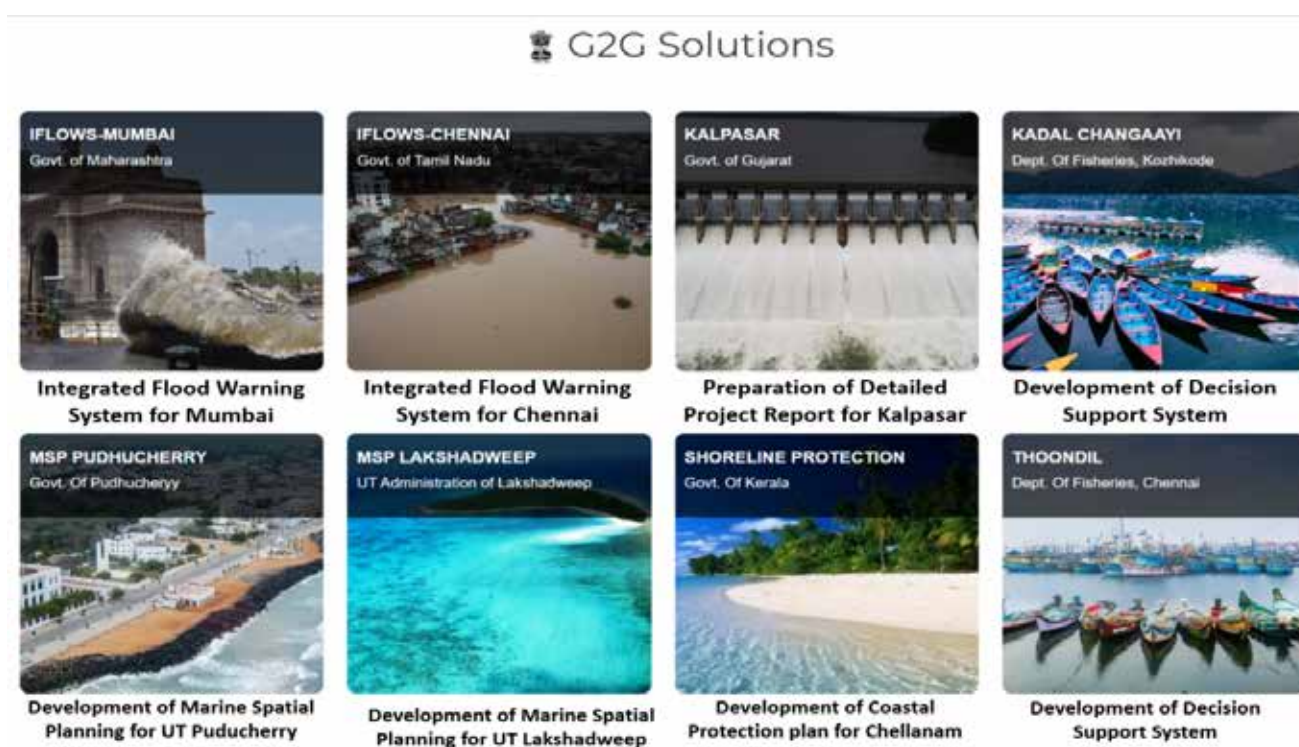 G2G Solutions
IFLOWS-MUMBAI
Govt. of Maharashtra
IFLOWS-CHENNAI
Govt. of Tamil Nadu
KALPASAR
Govt. of Gujarat
KADAL CHANGAAYI
Dept. Of Fisheries, Kozhikode
Integrated Flood Warning
System for Mumbai
Integrated Flood Warning
System for Chennai
Preparation of Detailed
Project Report for Kalpasar
Development of Decision
Support System
MSP PUDHUCHERRY
Govt. Of Pudhucheryy
MSP LAKSHADWEEP
UT Administration of Lakshadweep
SHORELINE PROTECTION
Govt. Of Kerala
THOONDIL
Dept. Of Fisheries, Chennai
Development of Marine Spatial
Planning for UT Puducherry
Development of Marine Spatial
Planning for UT Lakshadweep
Development of Coastal
Protection plan for Chellanam
Development of Decision
Support System